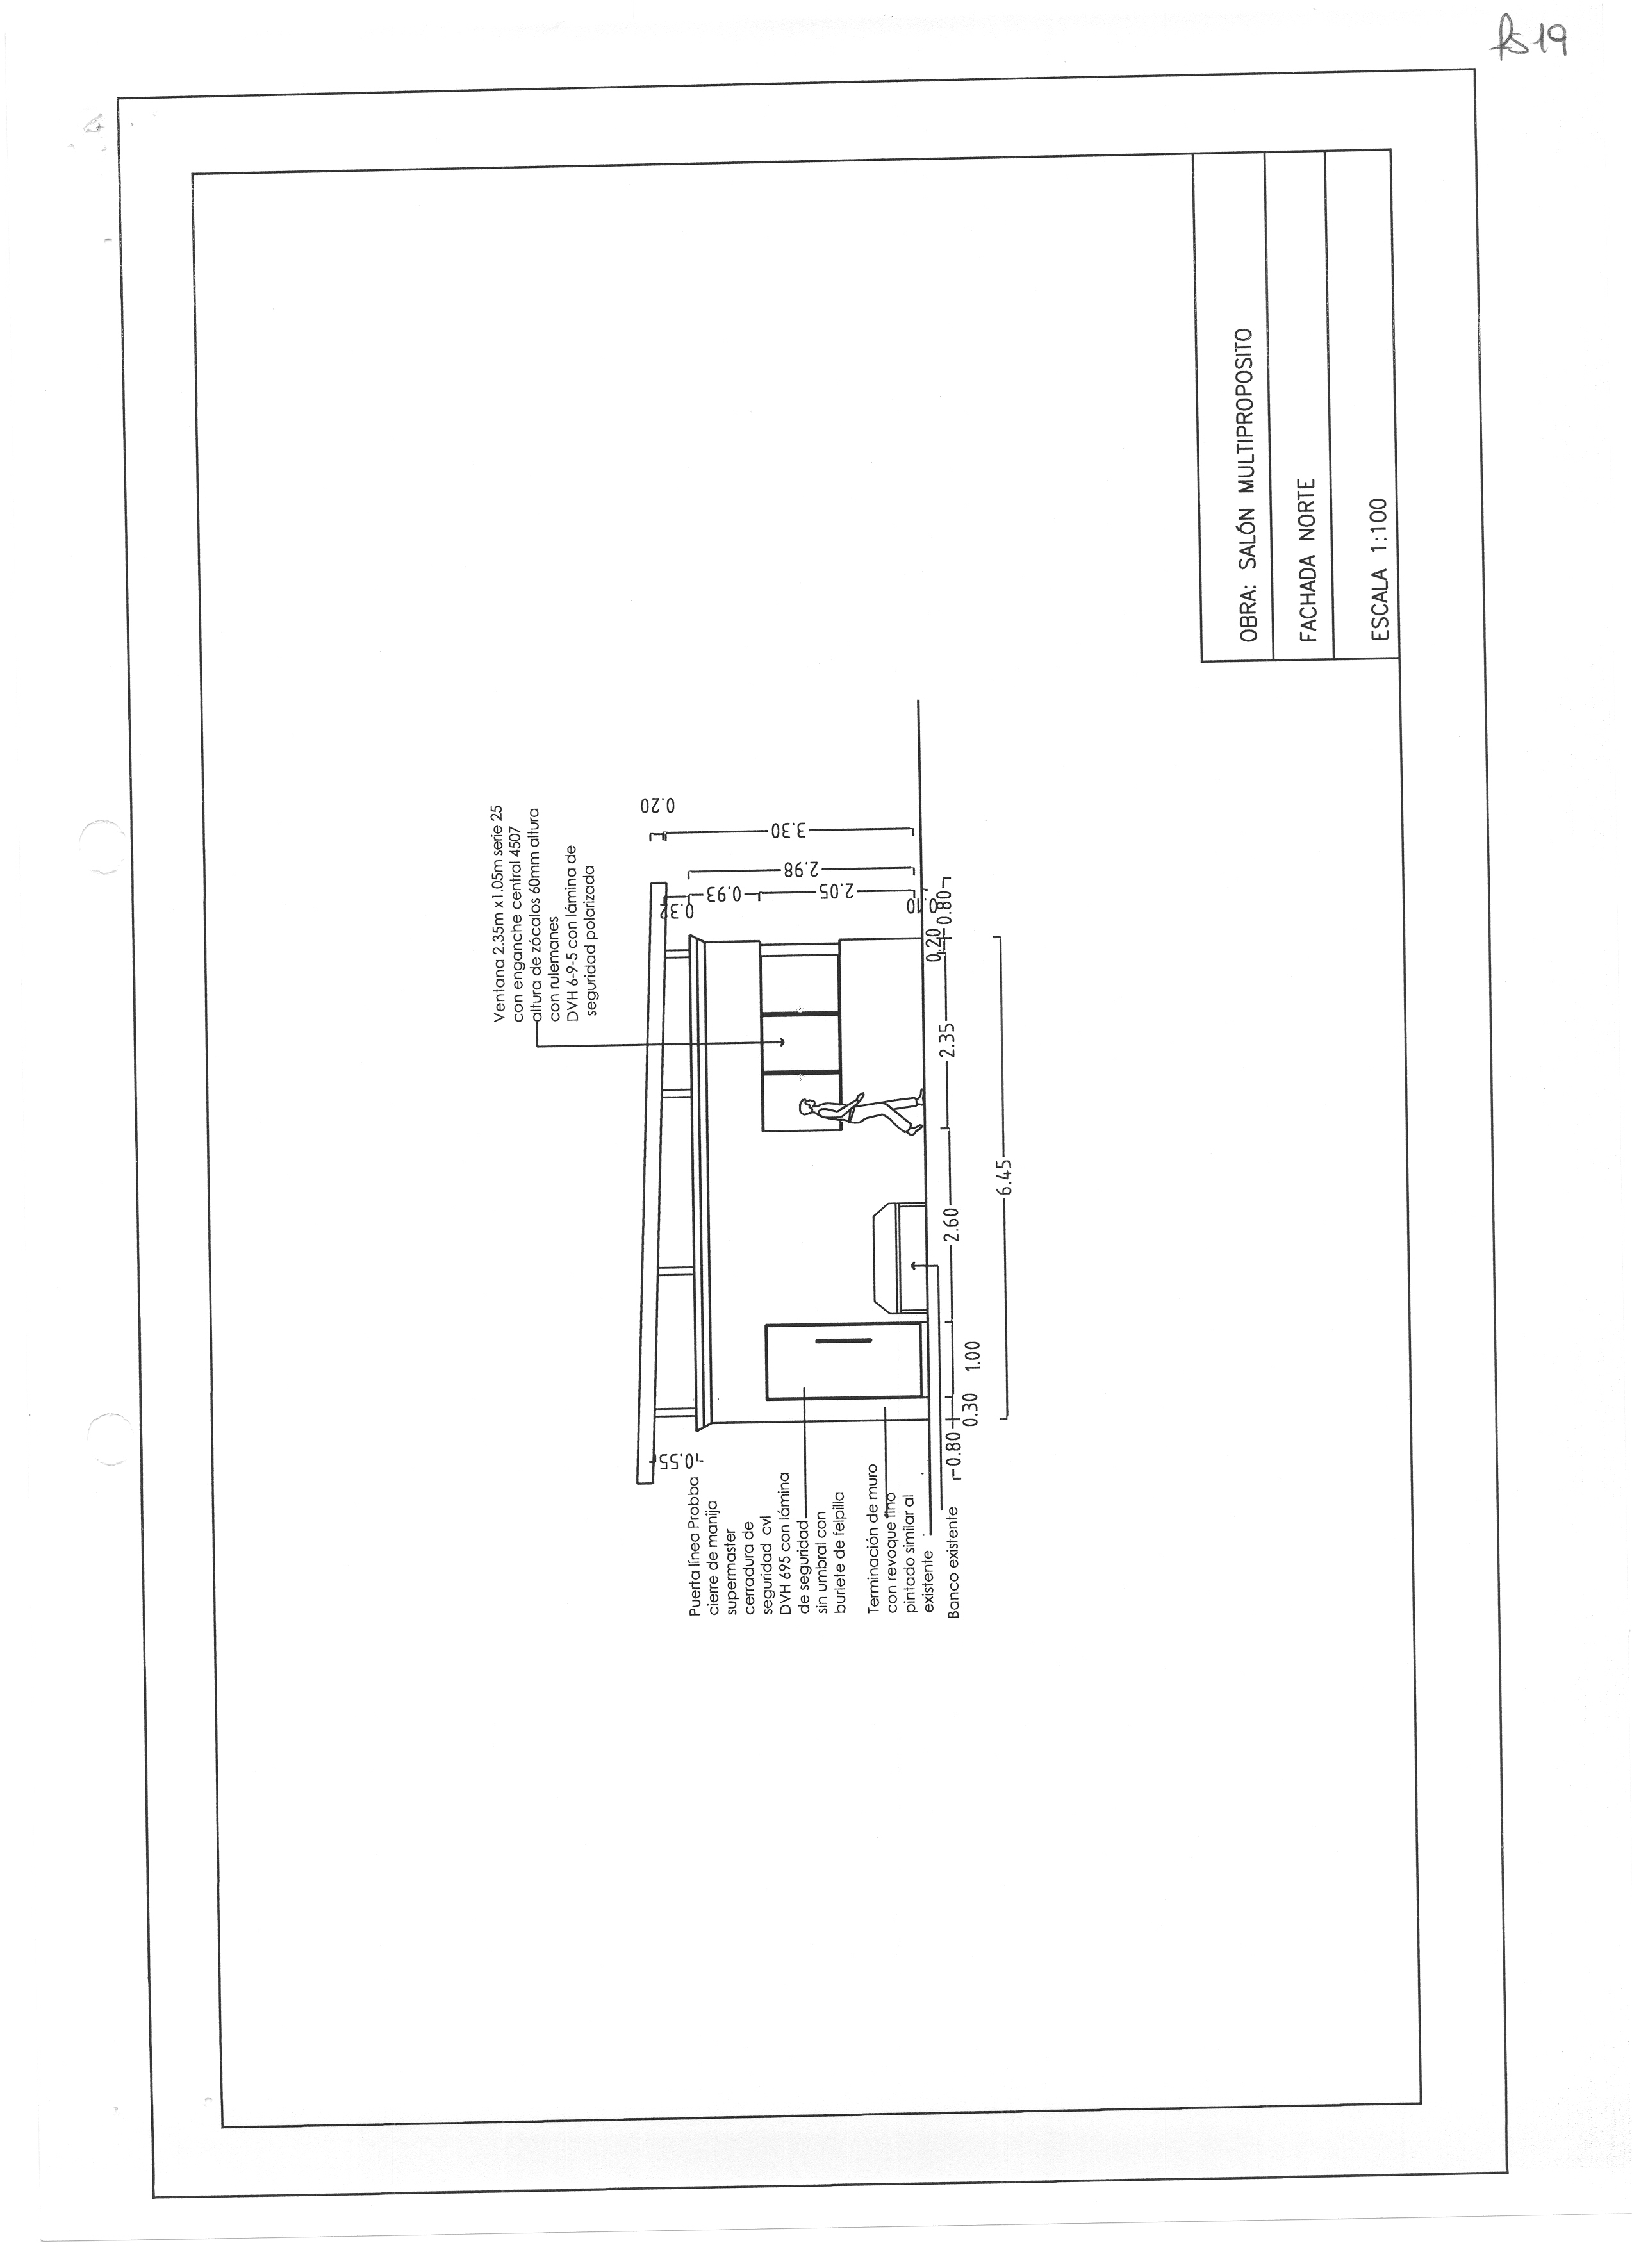 fs 19
Ventana 2.35m x1.05m serie 25
con enganche central 4507
altura de zócalos 60mm altura
con rulemanes
DVH 6-9-5 con lámina de
seguridad polarizada
0.20
3.30
2.98
0.93
2.05
0.32
0.10
0.55
Puerta línea Probba
cierre de manija
supermaster
cerradura de
seguridad cvl
DVH 695 con lámina
de seguridad
sin umbral con
burlete de felpilla
Terminación de muro
con revoque fino
pintado similar al
existente
Banco existente
0.80
0.30
1.00
2.60
2.35
0.20
0.80
6.45
OBRA: SALÓN MULTIPROPOSITO
FACHADA NORTE
ESCALA 1:100